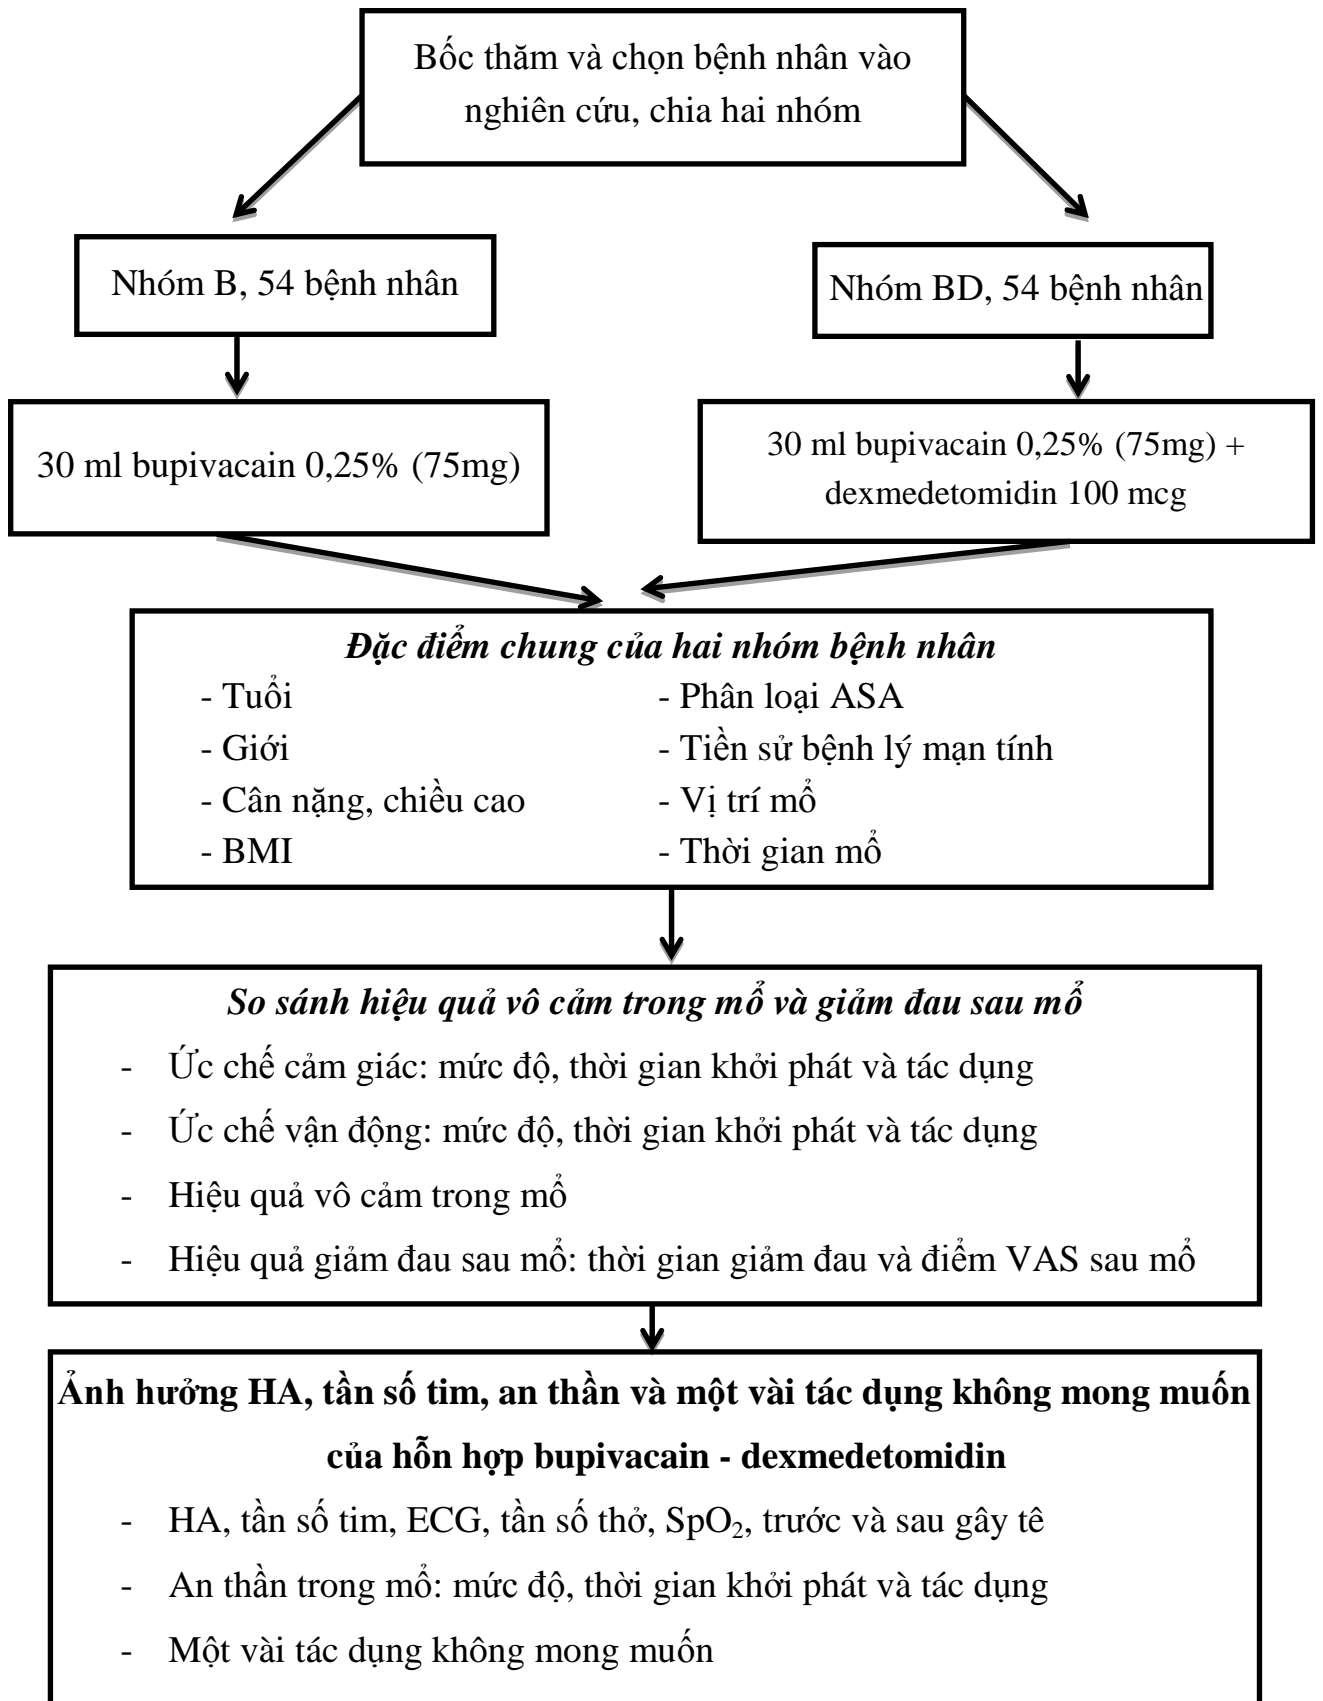 Bốc thăm và chọn bệnh nhân vào
nghiên cứu, chia hai nhóm
Nhóm B, 54 bệnh nhân
Nhóm BD, 54 bệnh nhân
30 ml bupivacain 0,25% (75mg)
30 ml bupivacain 0,25% (75mg) +
dexmedetomidin 100 mcg
Đặc điểm chung của hai nhóm bệnh nhân
- Tuổi
- Giới
- Cân nặng, chiều cao
- BMI
- Phân loại ASA
- Tiền sử bệnh lý mạn tính
- Vị trí mổ
- Thời gian mổ
So sánh hiệu quả vô cảm trong mổ và giảm đau sau mổ
- Ức chế cảm giác: mức độ, thời gian khởi phát và tác dụng
- Ức chế vận động: mức độ, thời gian khởi phát và tác dụng
- Hiệu quả vô cảm trong mổ
- Hiệu quả giảm đau sau mổ: thời gian giảm đau và điểm VAS sau mổ
Ảnh hưởng HA, tần số tim, an thần và một vài tác dụng không mong muốn
của hỗn hợp bupivacain - dexmedetomidin
- HA, tần số tim, ECG, tần số thở, SpO₂, trước và sau gây tê
- An thần trong mổ: mức độ, thời gian khởi phát và tác dụng
- Một vài tác dụng không mong muốn